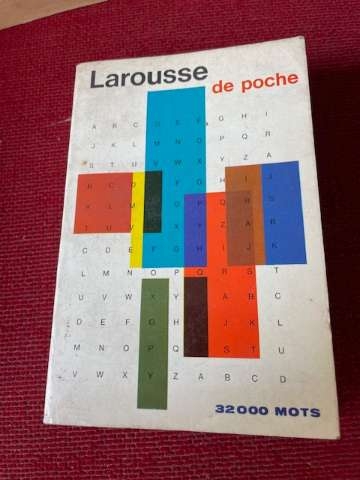 Larousse
de poche
A B C D E F G H I
J K L M N O P Q R
S T U V W X Y Z A
B C D E F G H I J
K L M N O P Q R S
T U V W X Y Z A B
C D E F G H I J K
L M N O P Q R S T
U V W X Y Z A B C
D E F G H I J K L
M N O P Q R S T U
V W X Y Z A B C D
32000 MOTS